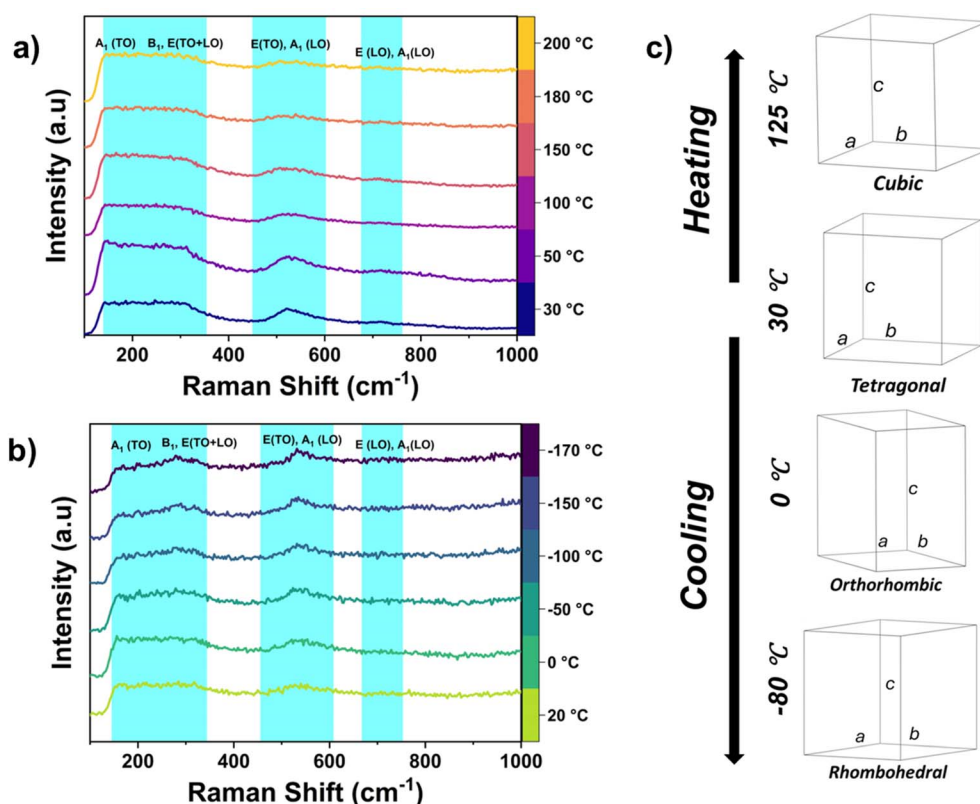 a)
A₁ (TO) B₁, E(TO+LO) E(TO), A₁ (LO) E (LO), A₁(LO)
200 °C
180 °C
150 °C
100 °C
50 °C
30 °C
Intensity (a.u)
200 400 600 800 1000
Raman Shift (cm⁻¹)
b)
A₁ (TO) B₁, E(TO+LO) E(TO), A₁ (LO) E (LO), A₁(LO)
-170 °C
-150 °C
-100 °C
-50 °C
0 °C
20 °C
Intensity (a.u)
200 400 600 800 1000
Raman Shift (cm⁻¹)
c)
Heating
Cooling
125 ℃
c
a b
Cubic
30 ℃
c
a b
Tetragonal
0 ℃
c
a b
Orthorhombic
-80 ℃
c
a b
Rhombohedral